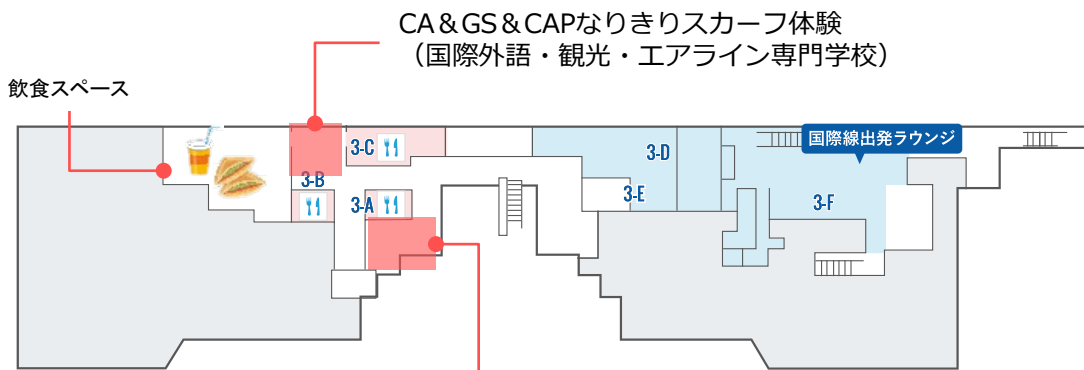 CA&GS&CAPなりきりスカーフ体験
（国際外語・観光・エアライン専門学校）
飲食スペース
国際線出発ラウンジ
3-C
3-D
3-B
3-E
3-A
3-F